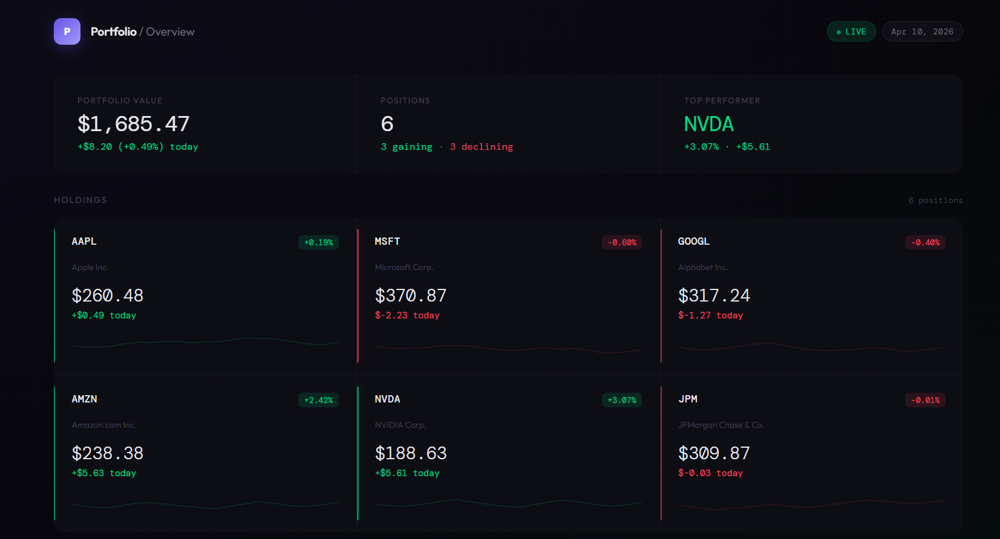 P Portfolio / Overview
LIVE Apr 10, 2026
PORTFOLIO VALUE
$1,685.47
+$8.20 (+0.49%) today
POSITIONS
6
3 gaining · 3 declining
TOP PERFORMER
NVDA
+3.07% · +$5.61
HOLDINGS 6 positions
AAPL +0.19%
Apple Inc.
$260.48
+$0.49 today
MSFT -0.60%
Microsoft Corp.
$370.87
$-2.23 today
GOOGL -0.40%
Alphabet Inc.
$317.24
$-1.27 today
AMZN +2.42%
Amazon.com Inc.
$238.38
+$5.63 today
NVDA +3.07%
NVIDIA Corp.
$188.63
+$5.61 today
JPM -0.01%
JPMorgan Chase & Co.
$309.87
$-0.03 today